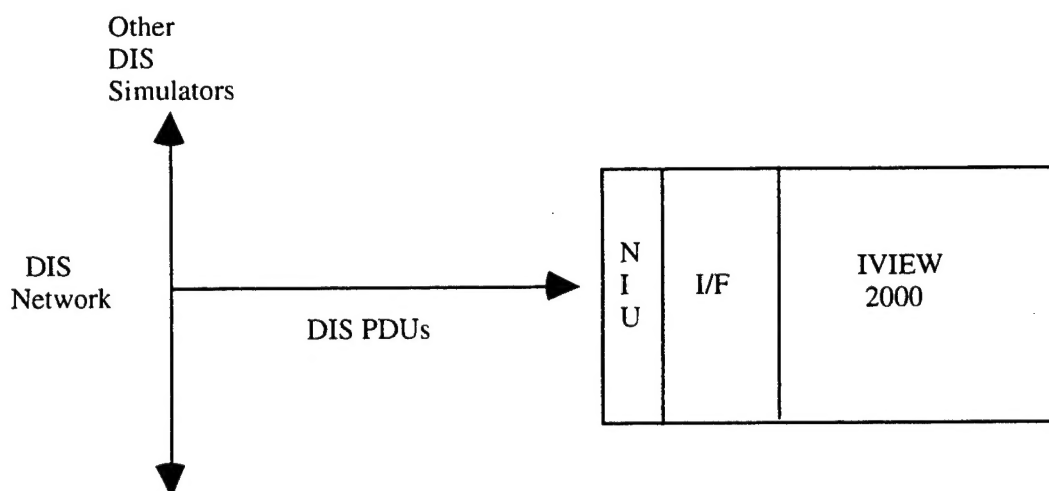 Other
DIS
Simulators
DIS
Network
DIS PDUs
N
I
U
I/F
IVIEW
2000